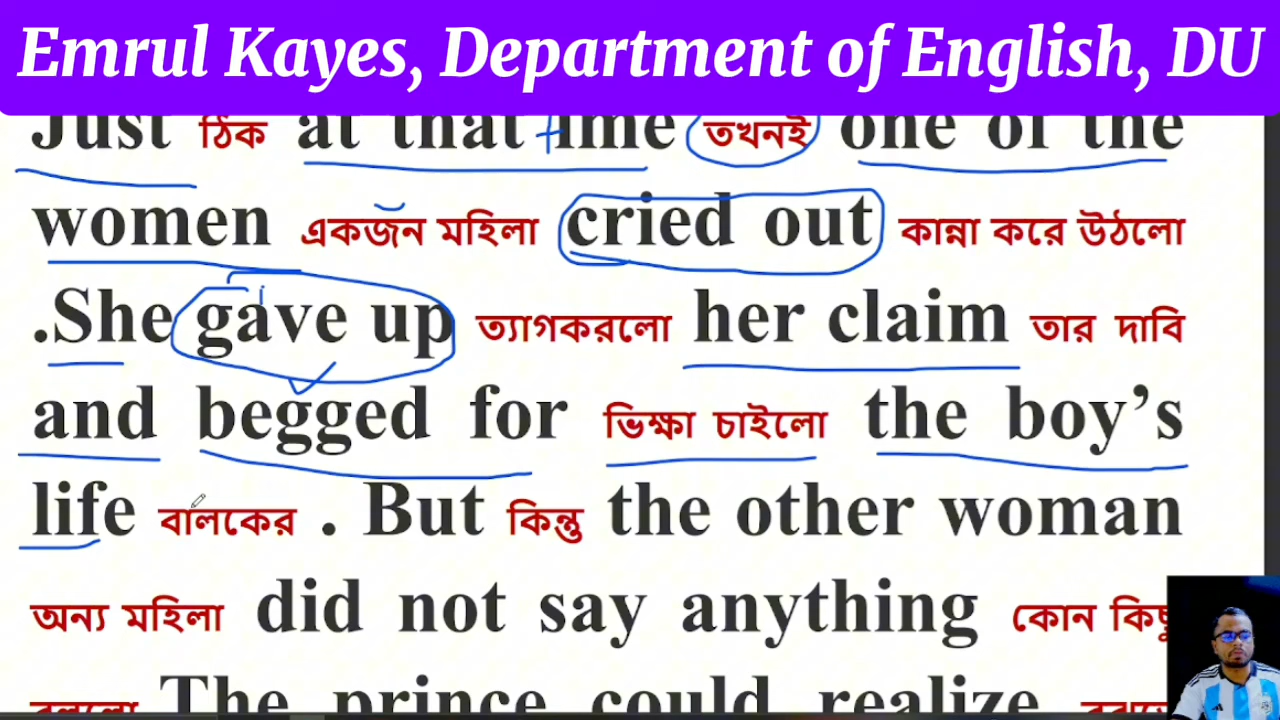 Emrul Kayes, Department of English, DU
Just ঠিক at that time তখনই one of the
women একজন মহিলা cried out কান্না করে উঠলো
.She gave up ত্যাগকরলো her claim তার দাবি
and begged for ভিক্ষা চাইলো the boy’s
life বালকের . But কিন্তু the other woman
অন্য মহিলা did not say anything কোন কিছু
বললো The prince could realize